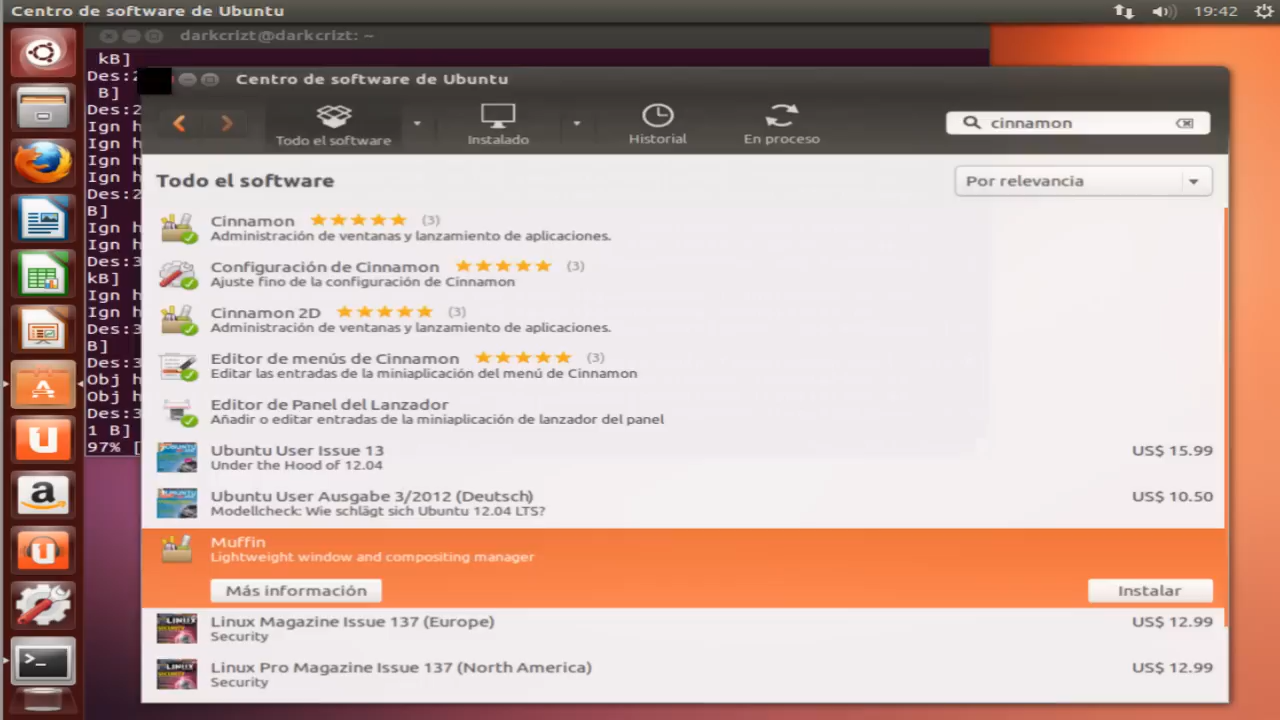 Centro de software de Ubuntu
19:42
darkcrizt@darkcrizt: ~
kB]
Des:2
B]
Des:2
Ign h
Ign h
Ign h
Ign h
Des:2
B]
Ign h
Ign h
Des:3
kB]
Ign h
Ign h
Des:3
B]
Des:3
Obj h
Obj h
Des:3
1 B]
97% [
Centro de software de Ubuntu
Todo el software
Instalado
Historial
En proceso
cinnamon
Todo el software
Por relevancia
Cinnamon (3)
Administración de ventanas y lanzamiento de aplicaciones.
Configuración de Cinnamon (3)
Ajuste fino de la configuración de Cinnamon
Cinnamon 2D (3)
Administración de ventanas y lanzamiento de aplicaciones.
Editor de menús de Cinnamon (3)
Editar las entradas de la miniaplicación del menú de Cinnamon
Editor de Panel del Lanzador
Añadir o editar entradas de la miniaplicación de lanzador del panel
Ubuntu User Issue 13 US$ 15.99
Under the Hood of 12.04
Ubuntu User Ausgabe 3/2012 (Deutsch) US$ 10.50
Modellcheck: Wie schlägt sich Ubuntu 12.04 LTS?
Muffin
Lightweight window and compositing manager
Más información
Instalar
Linux Magazine Issue 137 (Europe) US$ 12.99
Security
Linux Pro Magazine Issue 137 (North America) US$ 12.99
Security